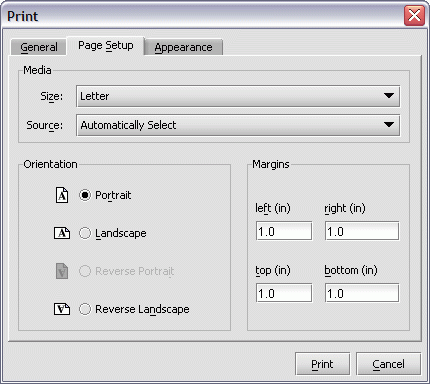 Print
General Page Setup Appearance
Media
Size: Letter
Source: Automatically Select
Orientation
A Portrait
A Landscape
A Reverse Portrait
A Reverse Landscape
Margins
left (in) right (in)
1.0 1.0
top (in) bottom (in)
1.0 1.0
Print Cancel